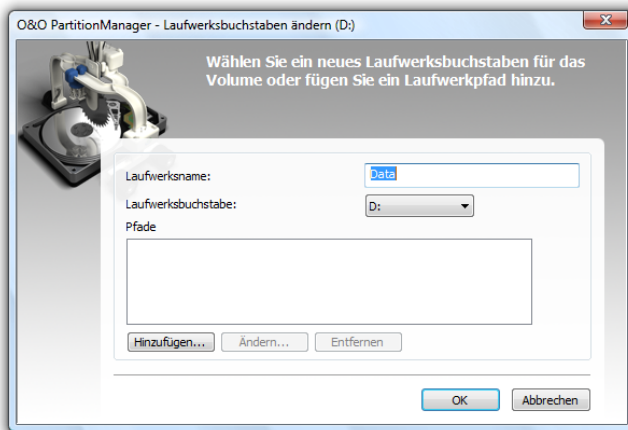 O&O PartitionManager - Laufwerksbuchstaben ändern (D:)
Wählen Sie ein neues Laufwerksbuchstaben für das
Volume oder fügen Sie ein Laufwerkpfad hinzu.
Laufwerksname:
Data
Laufwerksbuchstabe:
D:
Pfade
Hinzufügen...
Ändern...
Entfernen
OK
Abbrechen